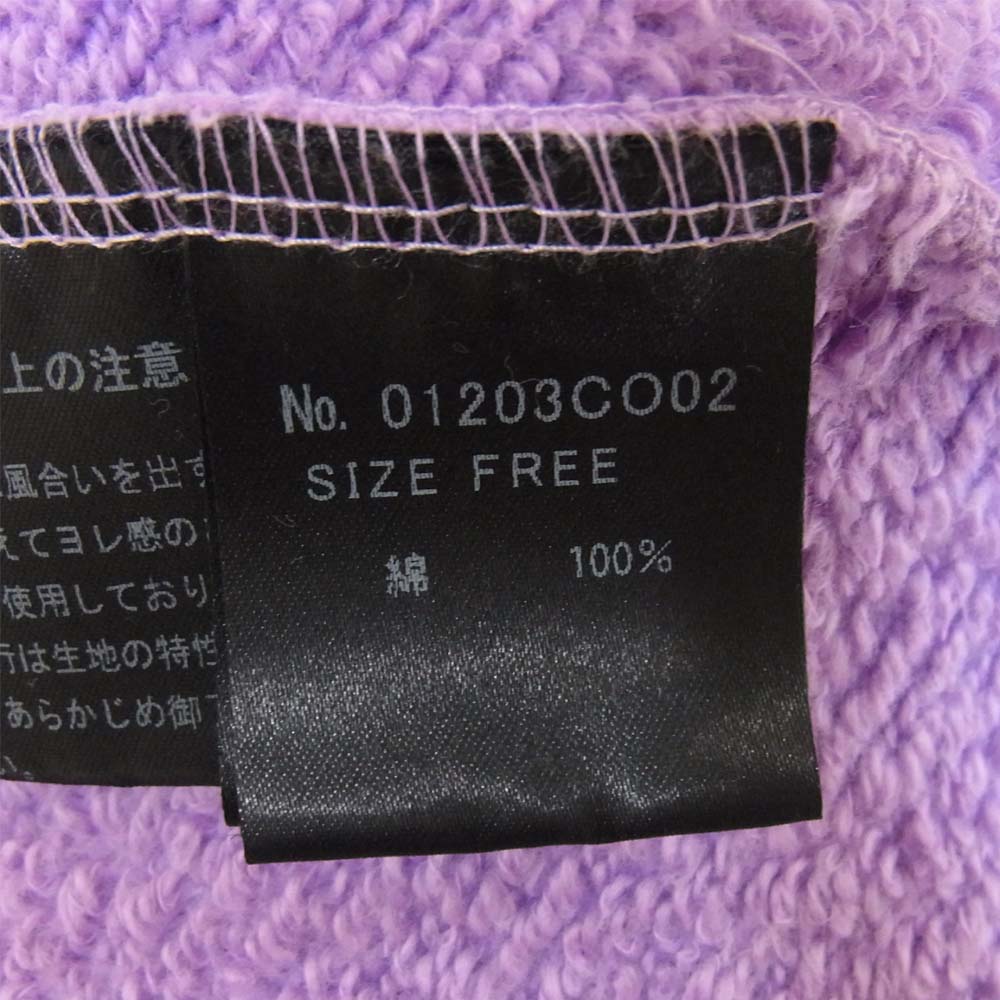 上の注意
風合いを出す
えてヨレ感の
使用しており
行は生地の特性
あらかじめ御
No. 01203CO02
SIZE FREE
綿 100%